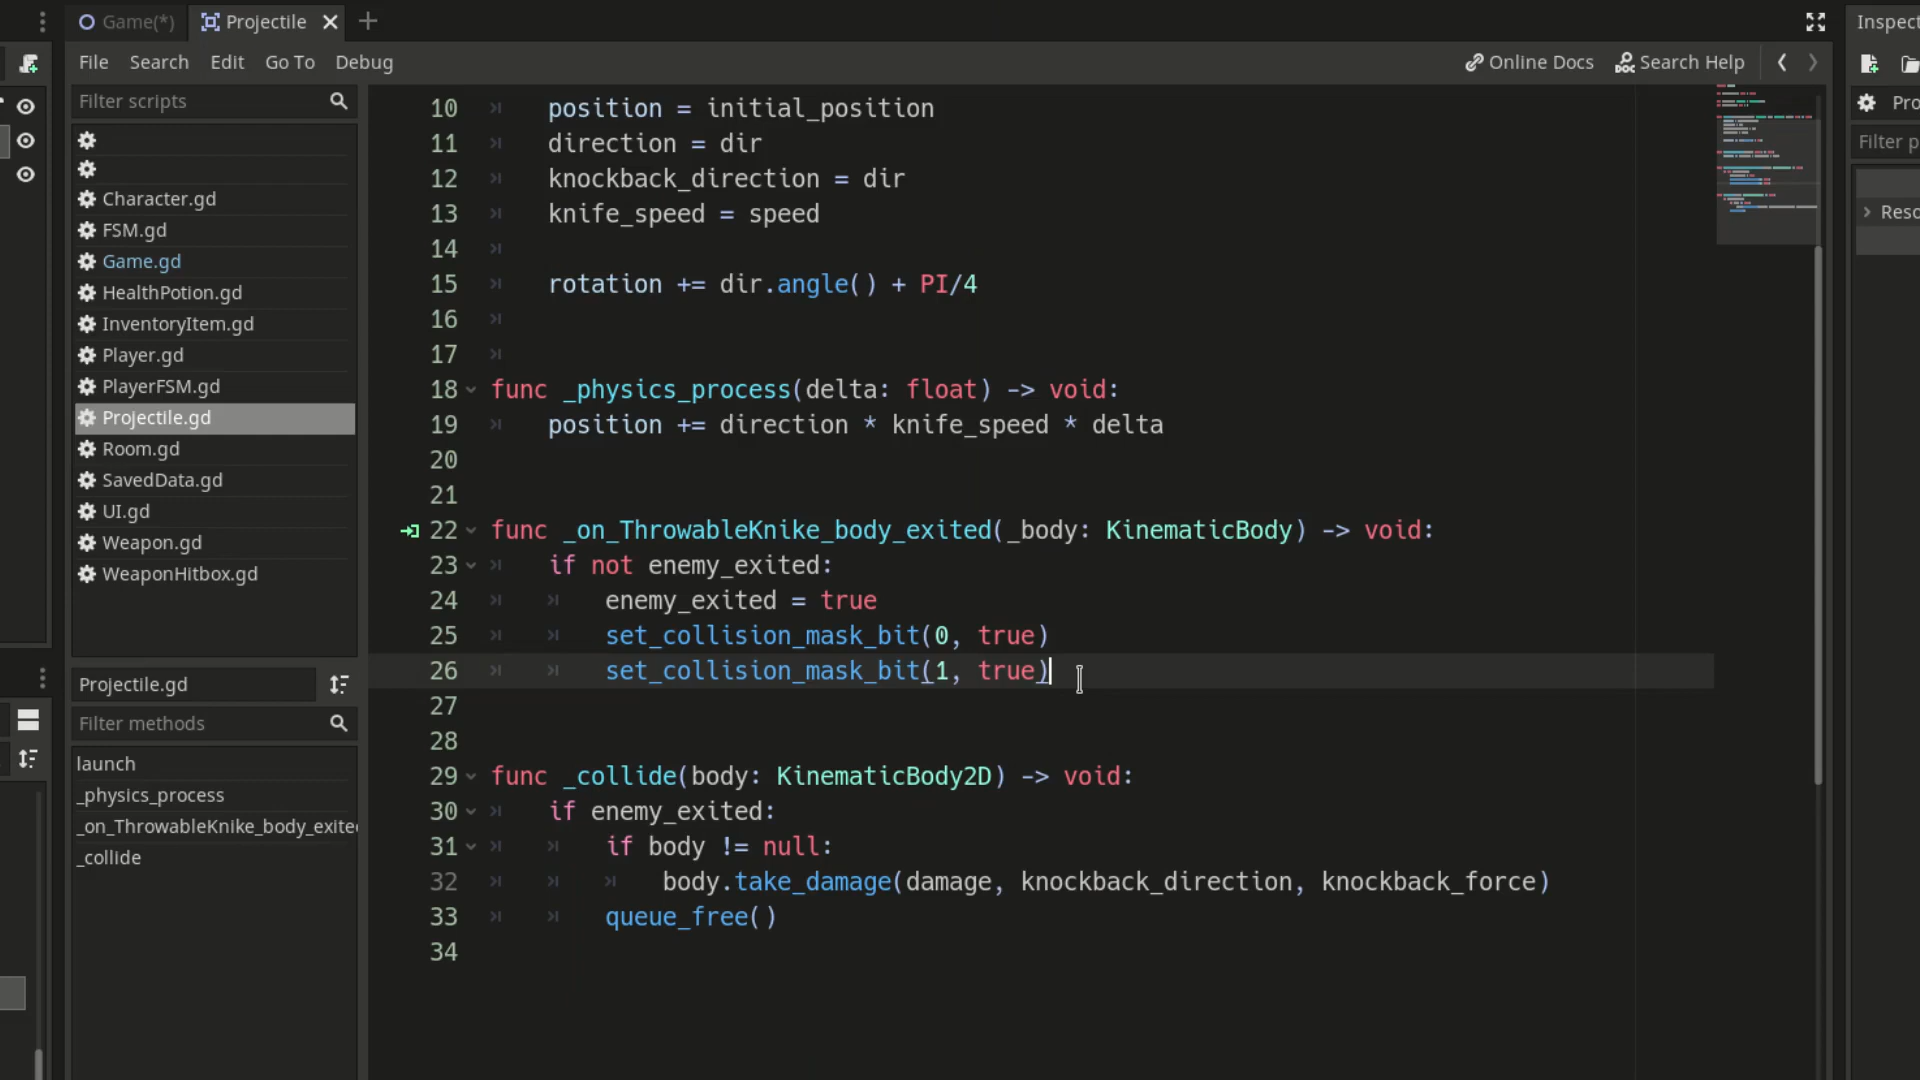 Game(*)
Projectile
Inspect
File Search Edit Go To Debug
Online Docs Search Help
Filter scripts
Character.gd
FSM.gd
Game.gd
HealthPotion.gd
InventoryItem.gd
Player.gd
PlayerFSM.gd
Projectile.gd
Room.gd
SavedData.gd
UI.gd
Weapon.gd
WeaponHitbox.gd
Projectile.gd
Filter methods
launch
_physics_process
_on_ThrowableKnike_body_exite
_collide
10 position = initial_position
11 direction = dir
12 knockback_direction = dir
13 knife_speed = speed
14
15 rotation += dir.angle() + PI/4
16
17
18 func _physics_process(delta: float) -> void:
19 position += direction * knife_speed * delta
20
21
22 func _on_ThrowableKnike_body_exited(_body: KinematicBody) -> void:
23 if not enemy_exited:
24 enemy_exited = true
25 set_collision_mask_bit(0, true)
26 set_collision_mask_bit(1, true)
27
28
29 func _collide(body: KinematicBody2D) -> void:
30 if enemy_exited:
31 if body != null:
32 body.take_damage(damage, knockback_direction, knockback_force)
33 queue_free()
34
Pro
Filter p
Reso